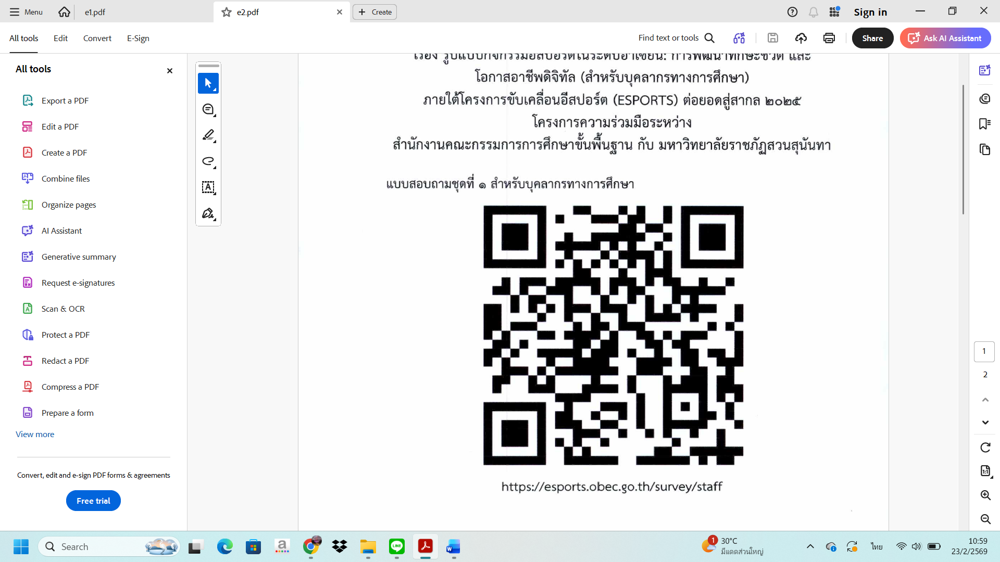 Menu
e1.pdf
e2.pdf
Create
Sign in
All tools
Edit
Convert
E-Sign
Find text or tools
Share
Ask AI Assistant
All tools
Export a PDF
Edit a PDF
Create a PDF
Combine files
Organize pages
AI Assistant
Generative summary
Request e-signatures
Scan & OCR
Protect a PDF
Redact a PDF
Compress a PDF
Prepare a form
View more
Convert, edit and e-sign PDF forms & agreements
Free trial
เรื่อง รูปแบบกิจกรรมอีสปอร์ตในระดับอาเซียน: การพัฒนาทักษะชีวิต และ
โอกาสอาชีพดิจิทัล (สำหรับบุคลากรทางการศึกษา)
ภายใต้โครงการขับเคลื่อนอีสปอร์ต (ESPORTS) ต่อยอดสู่สากล ๒๐๒๕
โครงการความร่วมมือระหว่าง
สำนักงานคณะกรรมการการศึกษาขั้นพื้นฐาน กับ มหาวิทยาลัยราชภัฏสวนสุนันทา
แบบสอบถามชุดที่ ๑ สำหรับบุคลากรทางการศึกษา
https://esports.obec.go.th/survey/staff
1
2
Search
1
30°C
มีแดดส่วนใหญ่
ไทย
10:59
23/2/2569